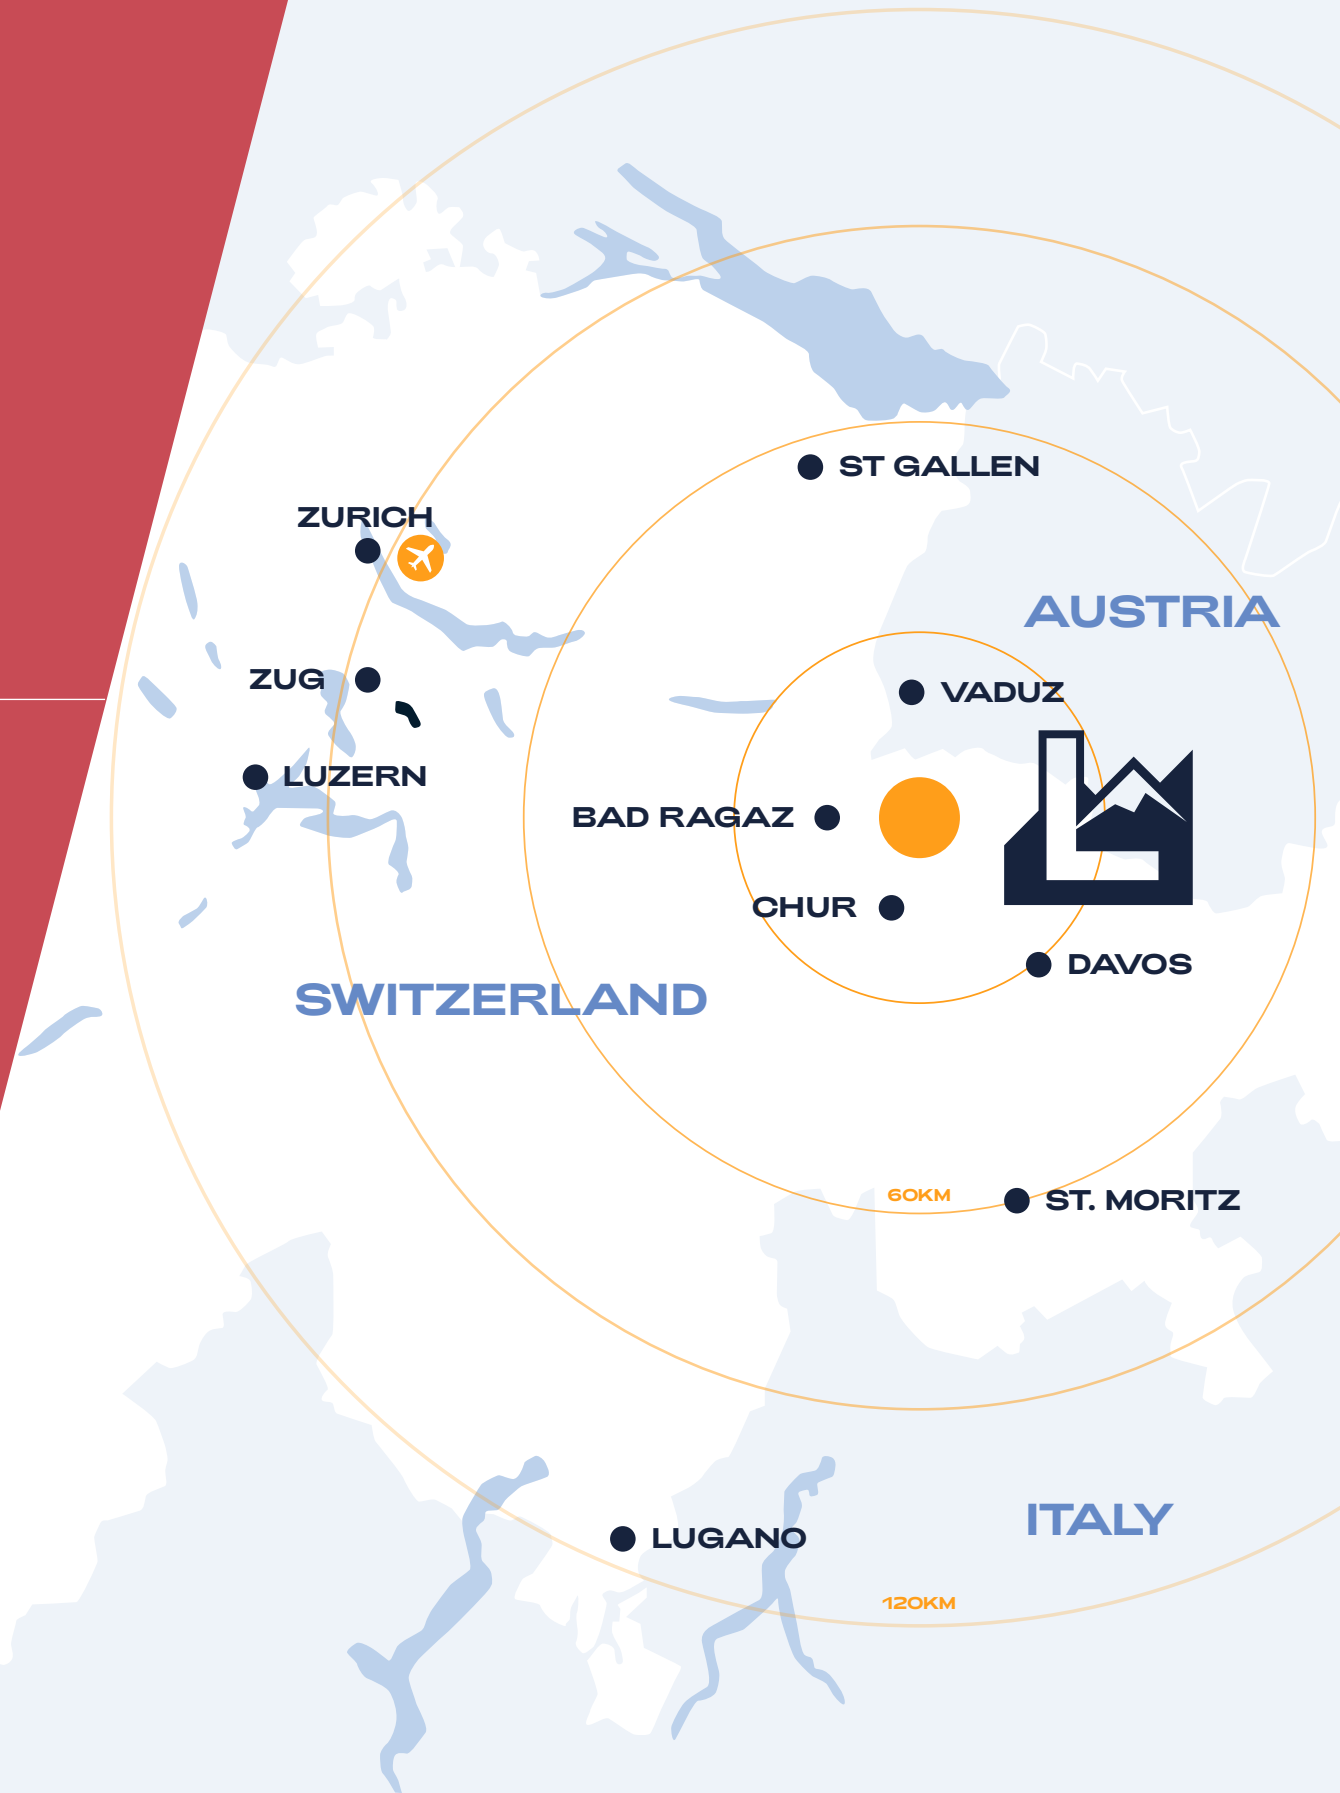 ST GALLEN
ZURICH
AUSTRIA
ZUG
VADUZ
LUZERN
BAD RAGAZ
CHUR
DAVOS
SWITZERLAND
60KM
ST. MORITZ
ITALY
LUGANO
120KM